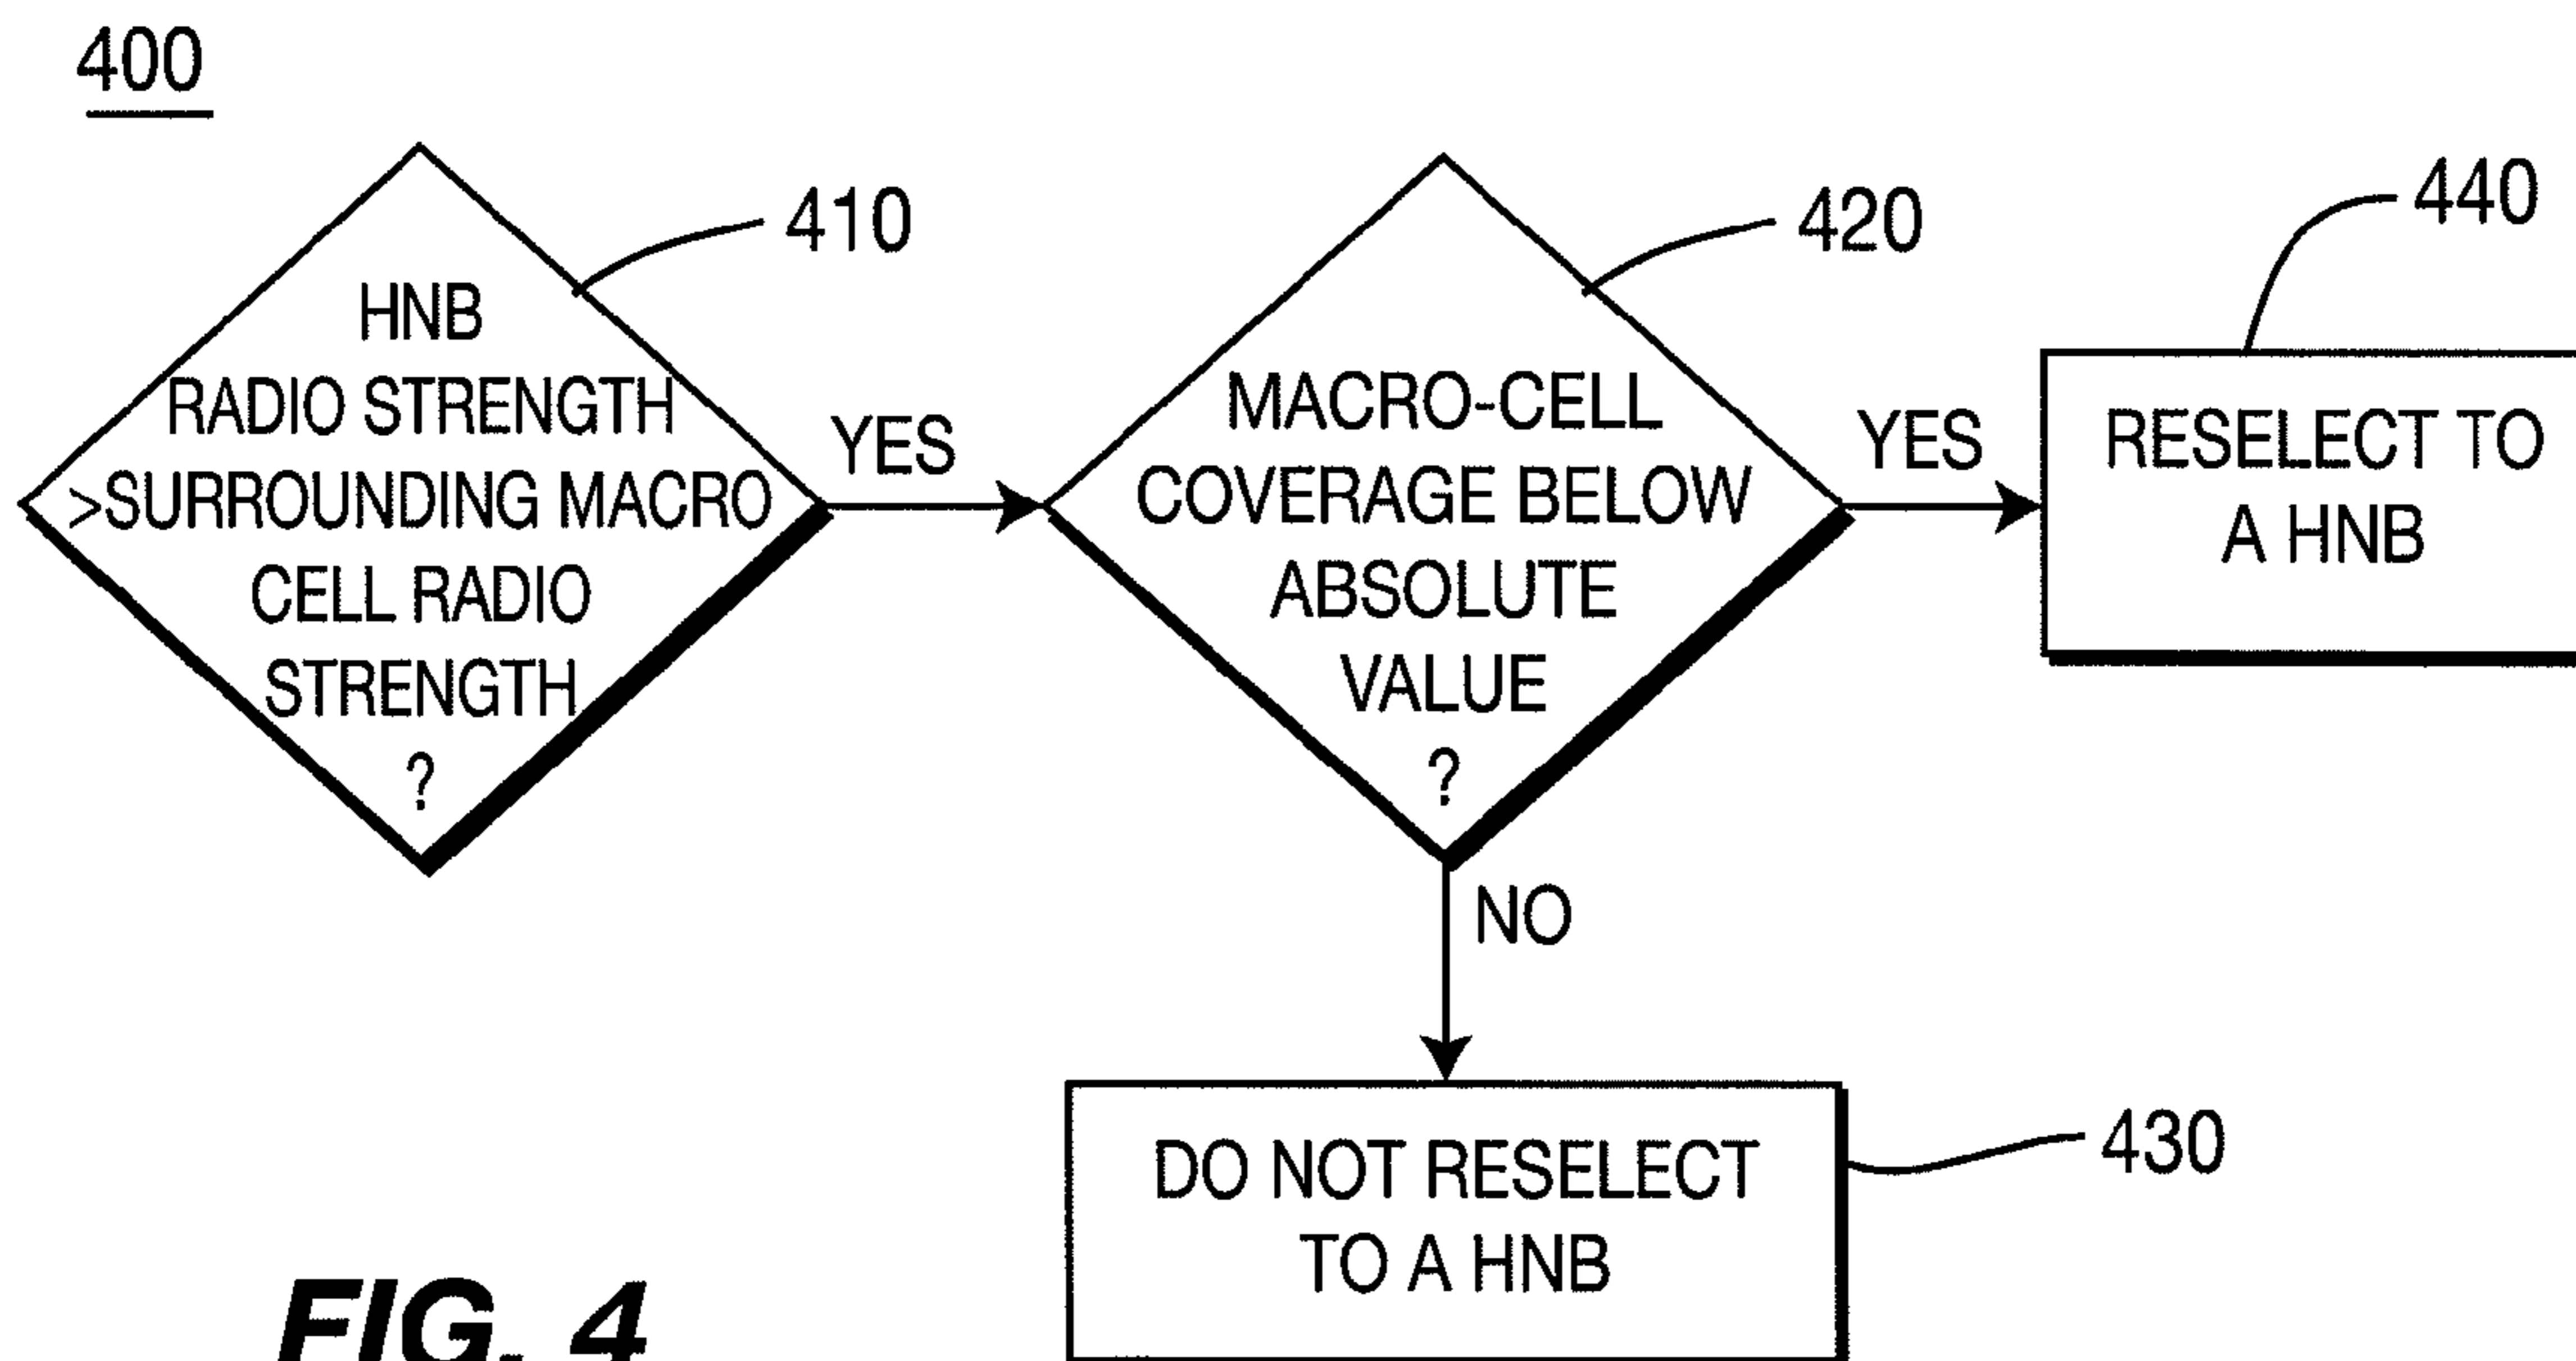 400
410
HNB
RADIO STRENGTH
>SURROUNDING MACRO
CELL RADIO
STRENGTH
?
YES
420
MACRO-CELL
COVERAGE BELOW
ABSOLUTE
VALUE
?
YES
440
RESELECT TO
A HNB
NO
430
DO NOT RESELECT
TO A HNB
FIG. 4